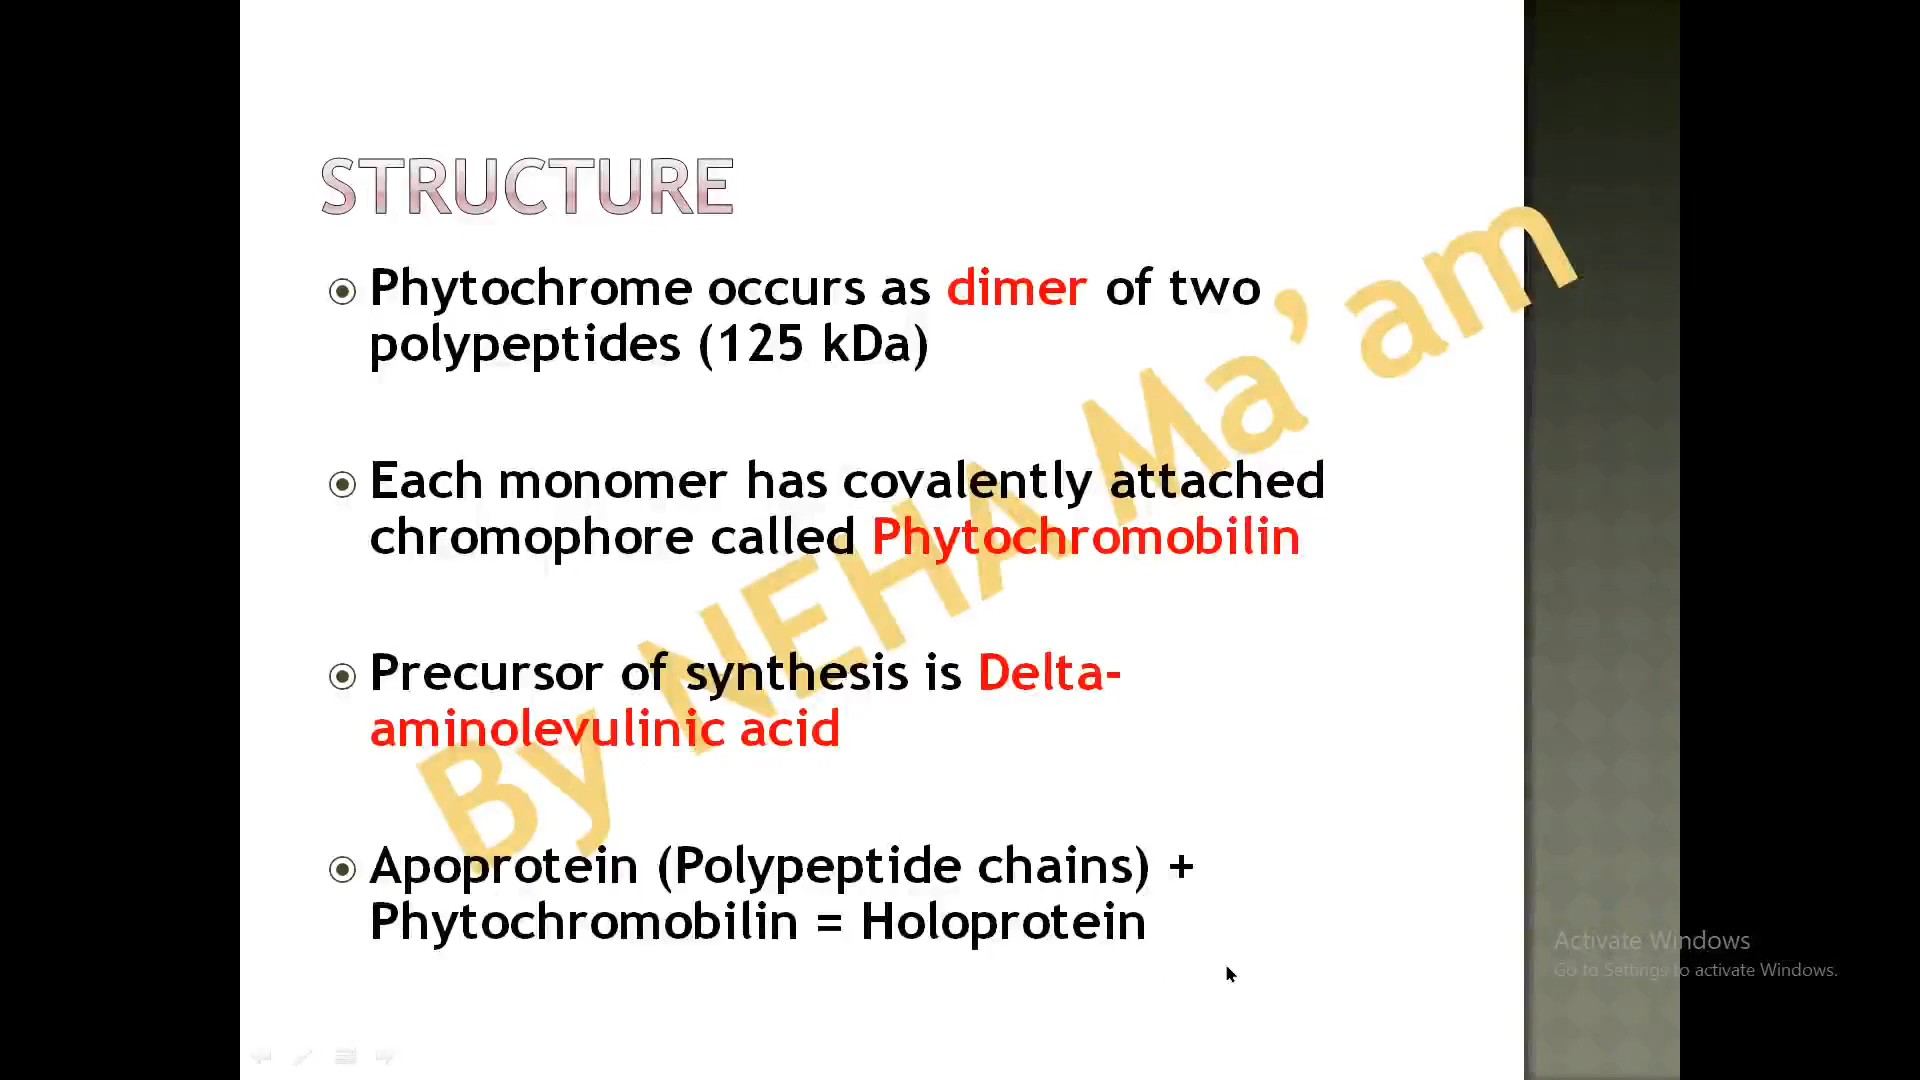 STRUCTURE
Phytochrome occurs as dimer of two
polypeptides (125 kDa)
Each monomer has covalently attached
chromophore called Phytochromobilin
Precursor of synthesis is Delta-
aminolevulinic acid
Apoprotein (Polypeptide chains) +
Phytochromobilin = Holoprotein
By NEHA Ma’am
Activate Windows
Go to Settings to activate Windows.